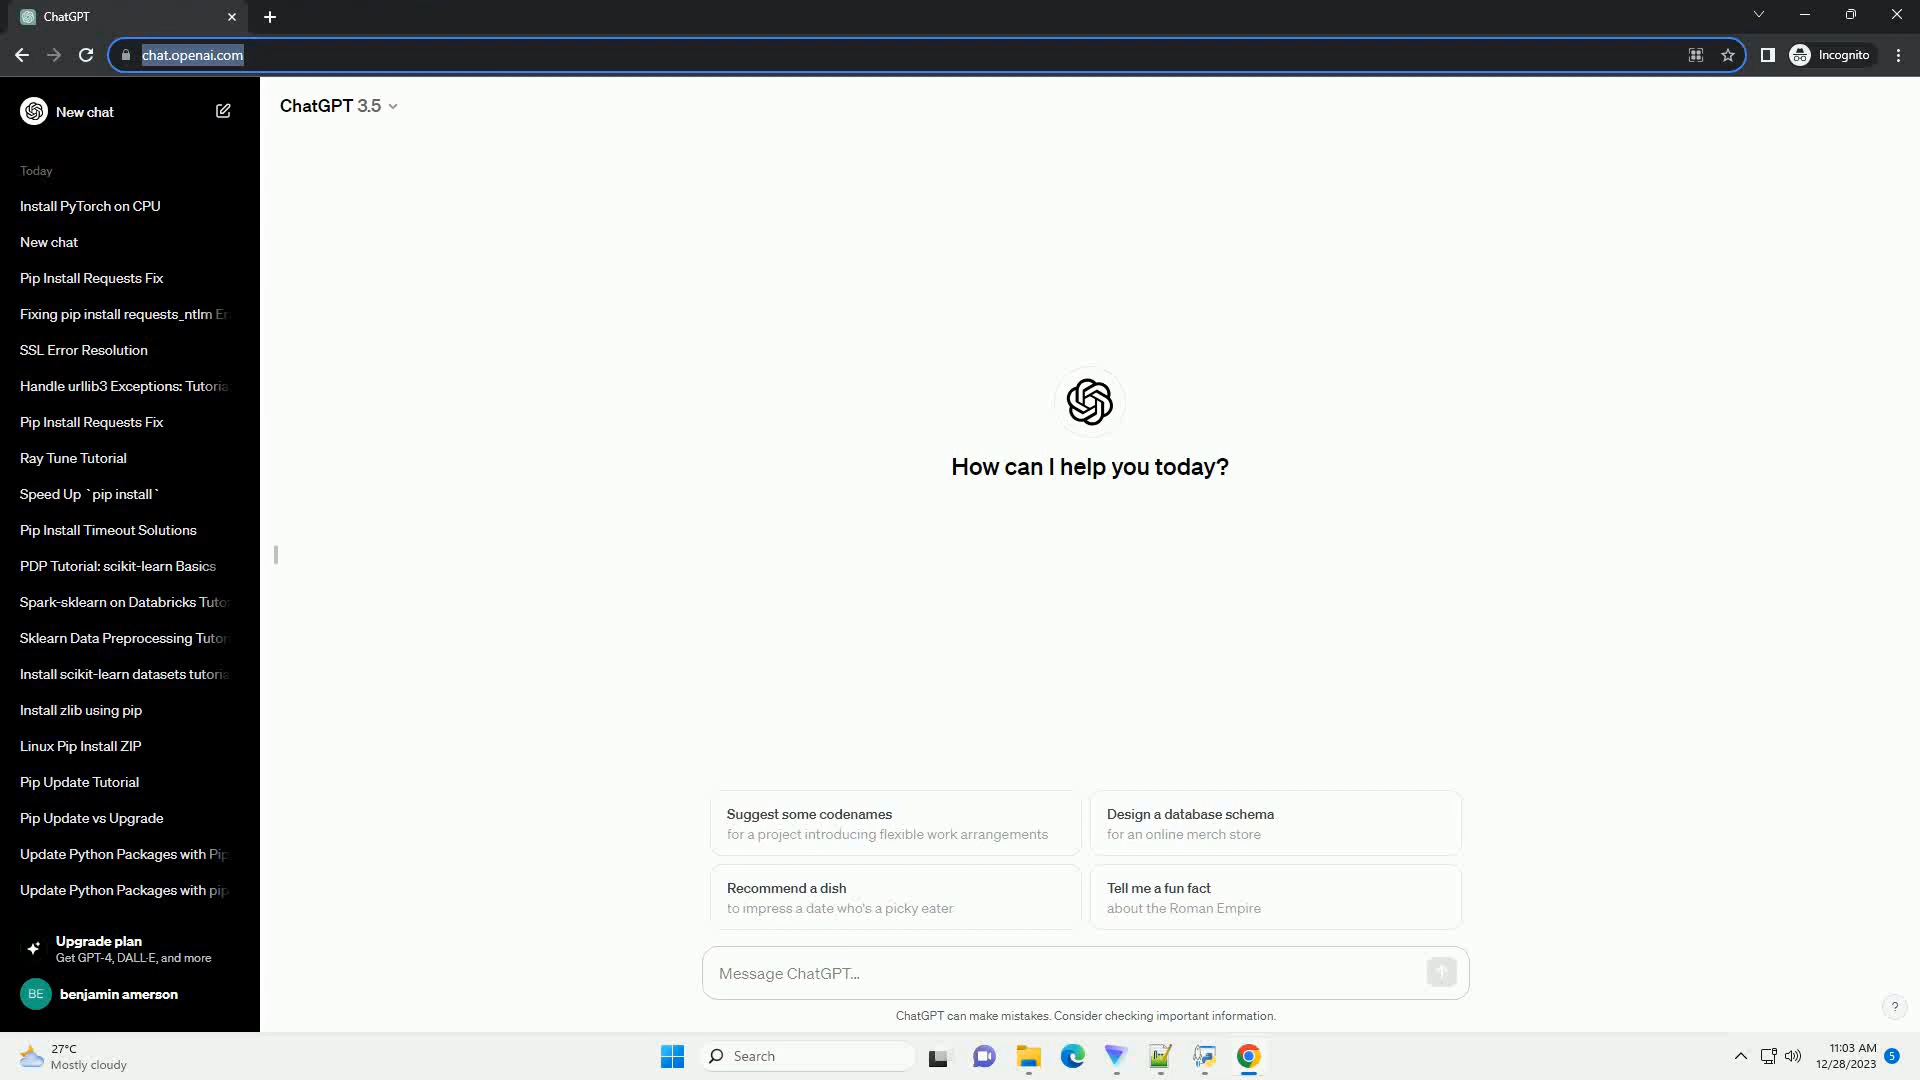 ChatGPT
chat.openai.com
Incognito
New chat
ChatGPT 3.5
Today
Install PyTorch on CPU
New chat
Pip Install Requests Fix
Fixing pip install requests_ntlm Er
SSL Error Resolution
Handle urllib3 Exceptions: Tutoria
Pip Install Requests Fix
Ray Tune Tutorial
Speed Up `pip install`
Pip Install Timeout Solutions
PDP Tutorial: scikit-learn Basics
Spark-sklearn on Databricks Tuto
Sklearn Data Preprocessing Tutor
Install scikit-learn datasets tutoria
Install zlib using pip
Linux Pip Install ZIP
Pip Update Tutorial
Pip Update vs Upgrade
Update Python Packages with Pip
Update Python Packages with pip
Upgrade plan
Get GPT-4, DALL·E, and more
BE
benjamin amerson
How can I help you today?
Suggest some codenames
for a project introducing flexible work arrangements
Design a database schema
for an online merch store
Recommend a dish
to impress a date who's a picky eater
Tell me a fun fact
about the Roman Empire
Message ChatGPT...
ChatGPT can make mistakes. Consider checking important information.
?
27°C
Mostly cloudy
Search
11:03 AM
12/28/2023
5